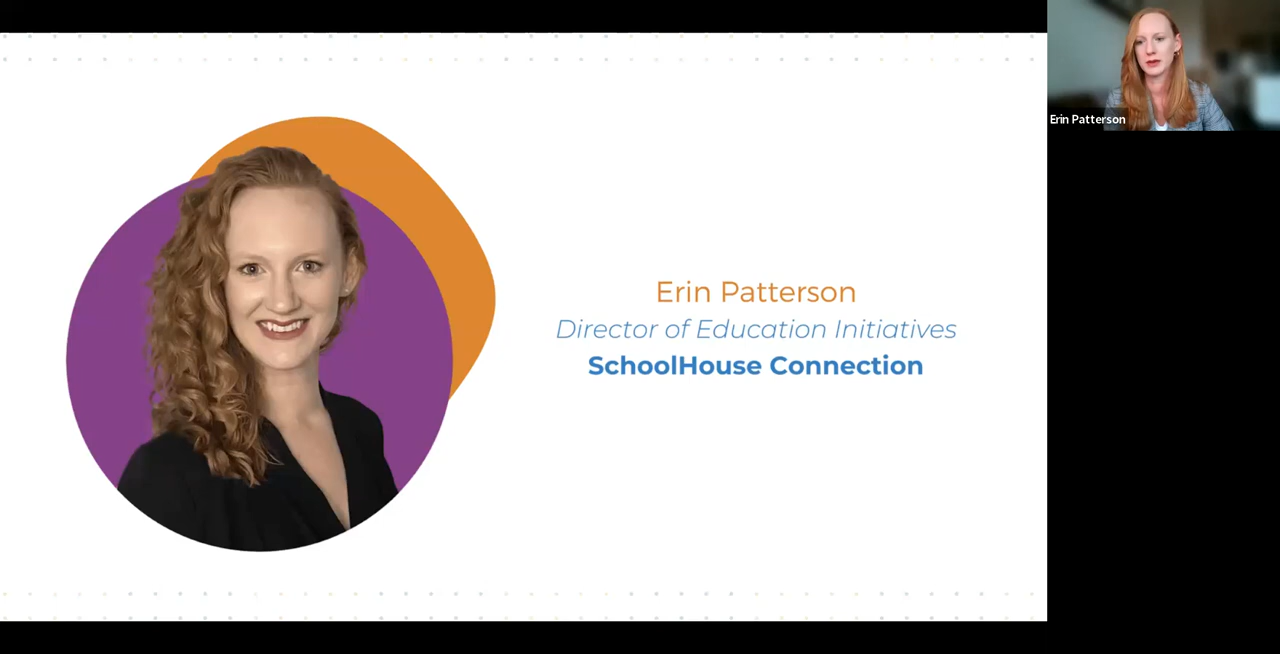 Erin Patterson
Director of Education Initiatives
SchoolHouse Connection
Erin Patterson